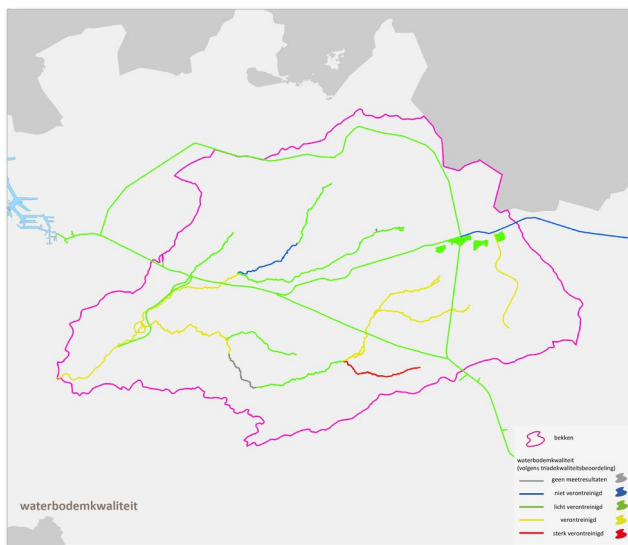 bekken
waterbodemkwaliteit
(volgens triadekwaliteitsbeoordeling)
geen meetresultaten
niet verontreinigd
licht verontreinigd
verontreinigd
sterk verontreinigd
waterbodemkwaliteit